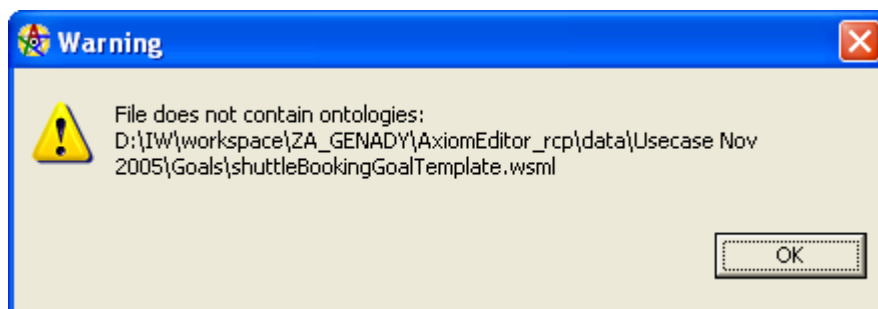 Warning
File does not contain ontologies:
D:\IW\workspace\ZA_GENADY\AxiomEditor_rcp\data\Usecase Nov
2005\Goals\shuttleBookingGoalTemplate.wsml
OK